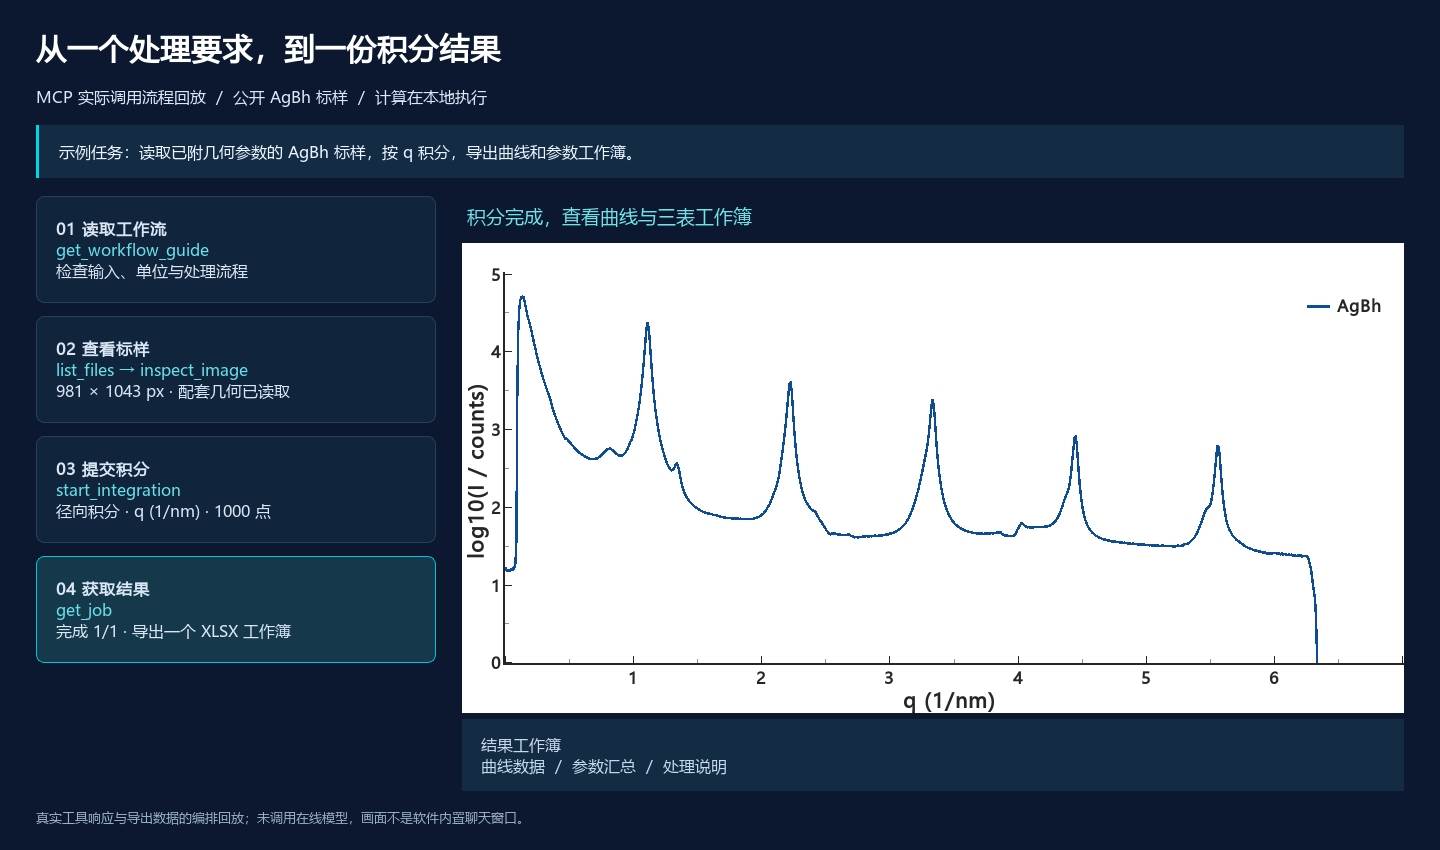 从一个处理要求，到一份积分结果
MCP 实际调用流程回放 / 公开 AgBh 标样 / 计算在本地执行
示例任务：读取已附几何参数的 AgBh 标样，按 q 积分，导出曲线和参数工作簿。
01 读取工作流
get_workflow_guide
检查输入、单位与处理流程
02 查看标样
list_files → inspect_image
981 × 1043 px · 配套几何已读取
03 提交积分
start_integration
径向积分 · q (1/nm) · 1000 点
04 获取结果
get_job
完成 1/1 · 导出一个 XLSX 工作簿
积分完成，查看曲线与三表工作簿
AgBh
log10(I / counts)
5
4
3
2
1
0
1 2 3 4 5 6
q (1/nm)
结果工作簿
曲线数据 / 参数汇总 / 处理说明
真实工具响应与导出数据的编排回放；未调用在线模型，画面不是软件内置聊天窗口。